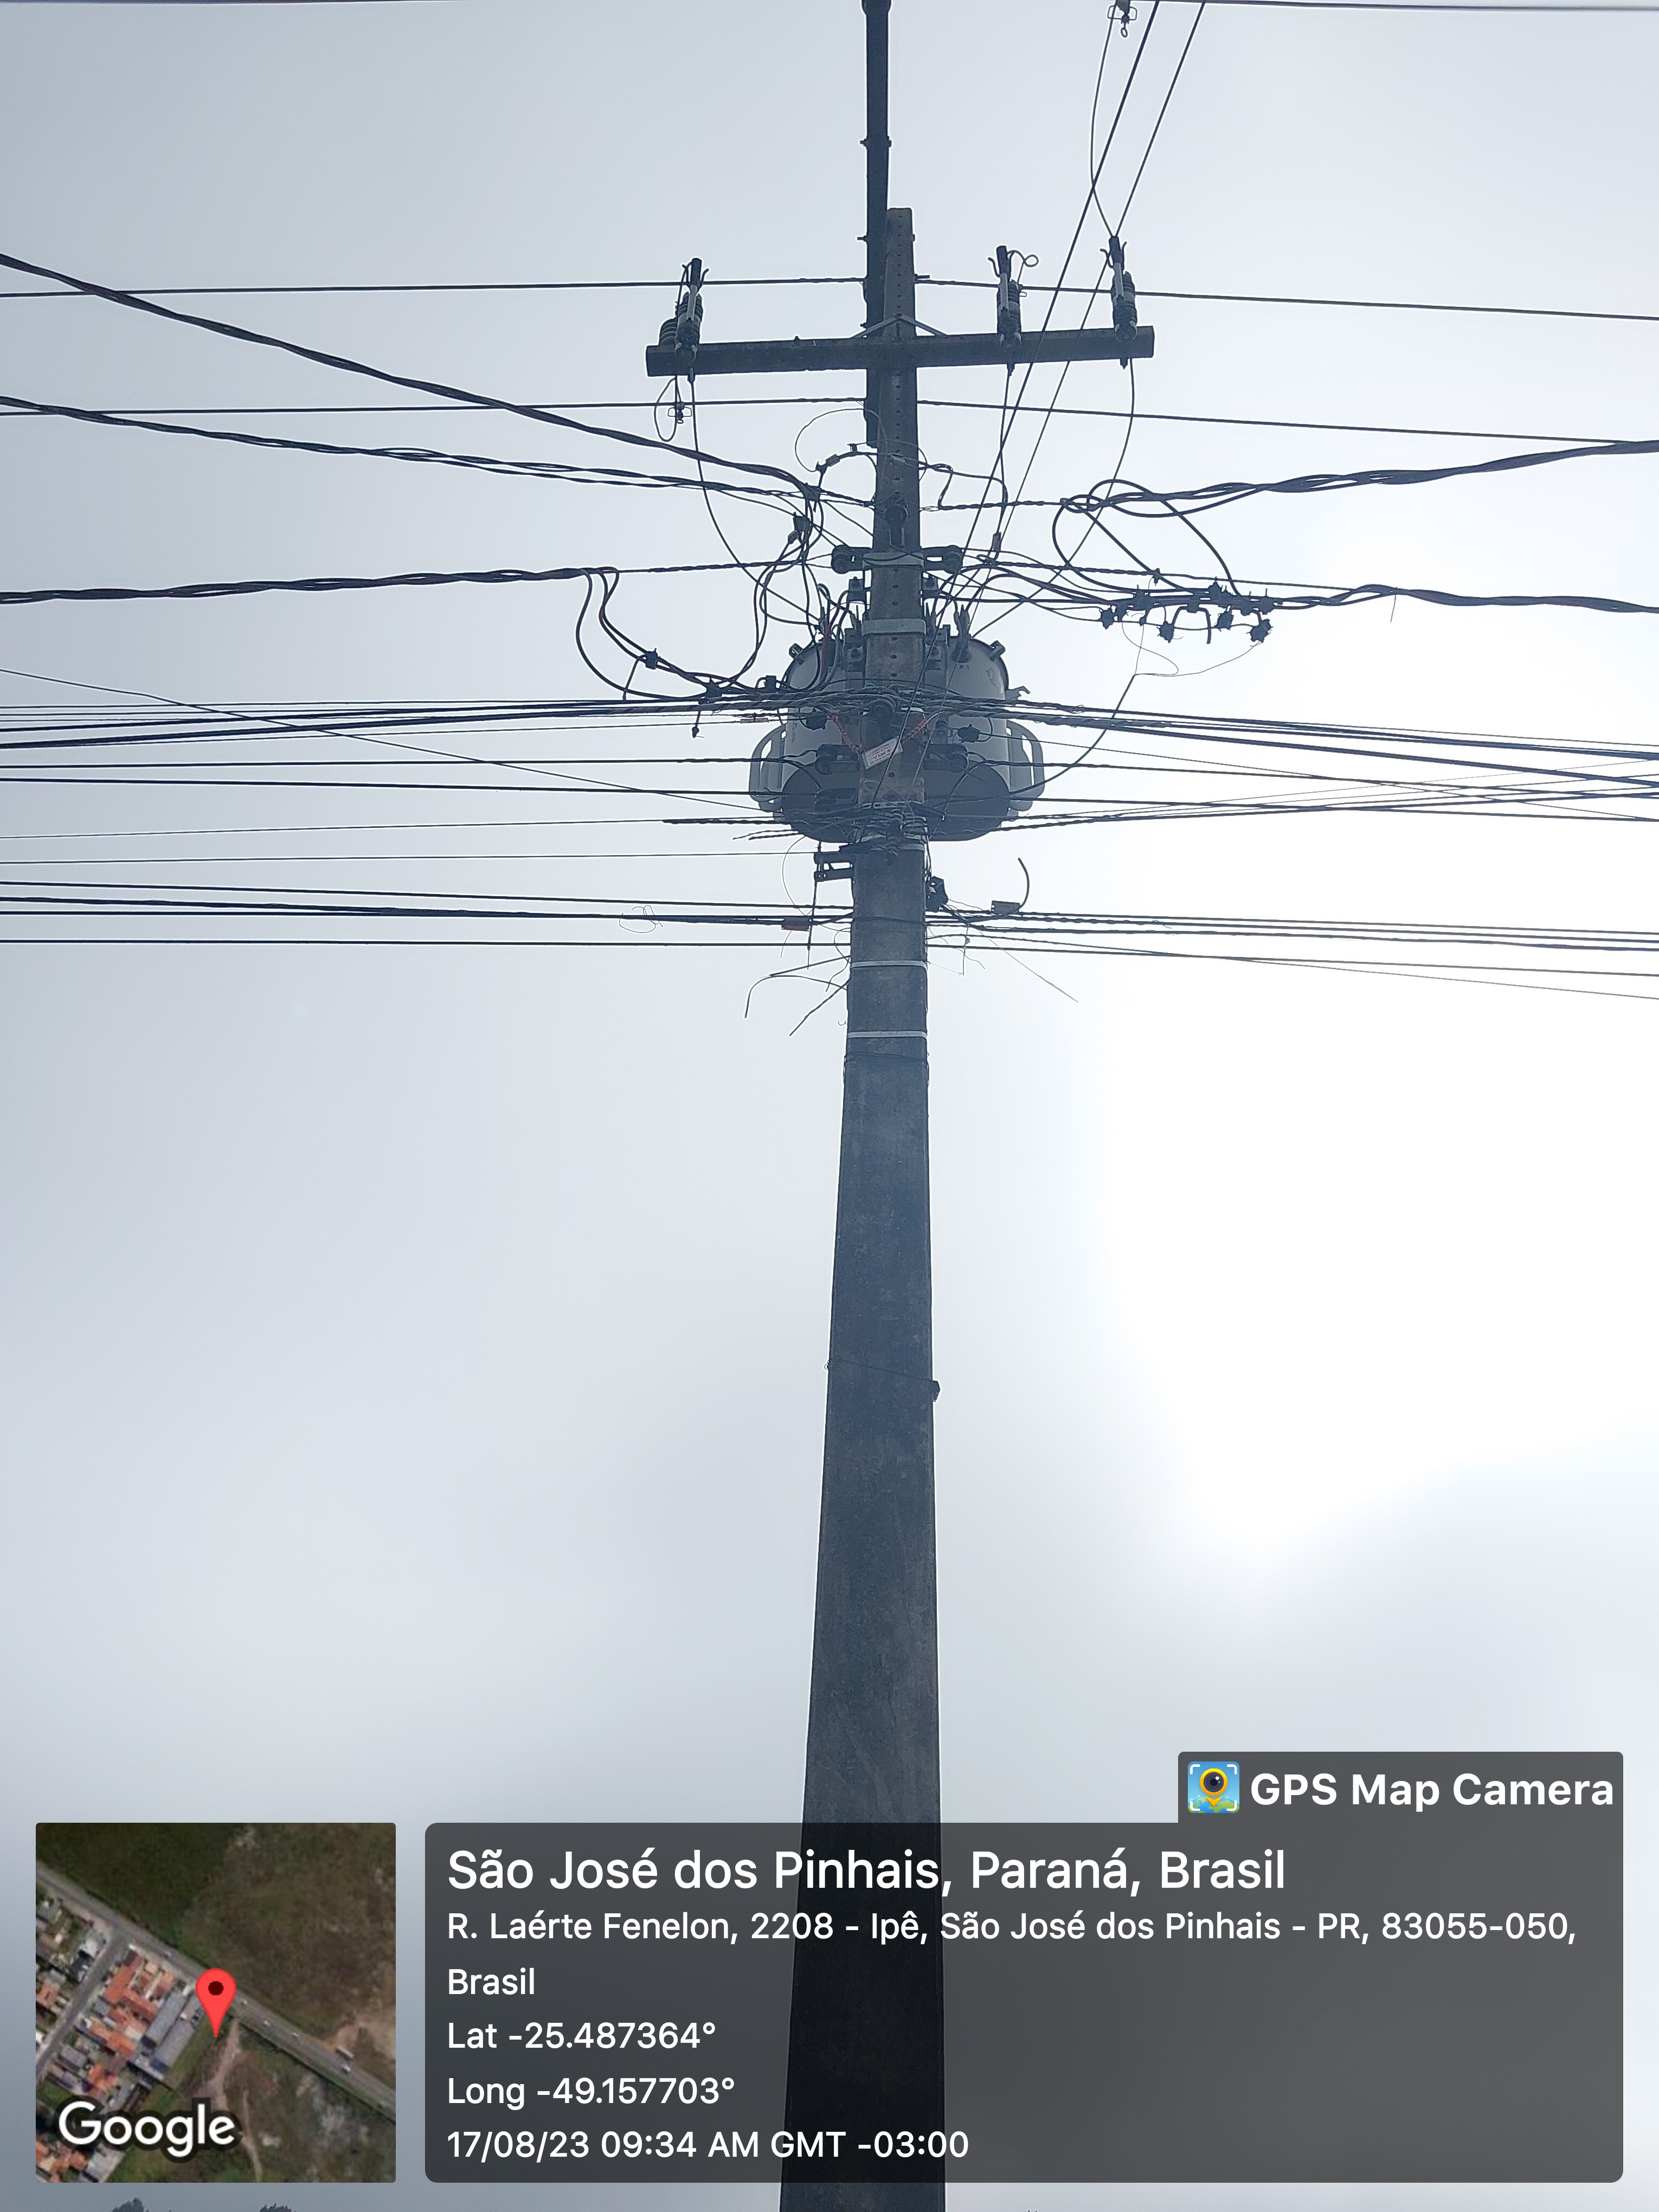 GPS Map Camera
São José dos Pinhais, Paraná, Brasil
R. Laérte Fenelon, 2208 - Ipê, São José dos Pinhais - PR, 83055-050,
Brasil
Lat -25.487364°
Long -49.157703°
17/08/23 09:34 AM GMT -03:00
Google